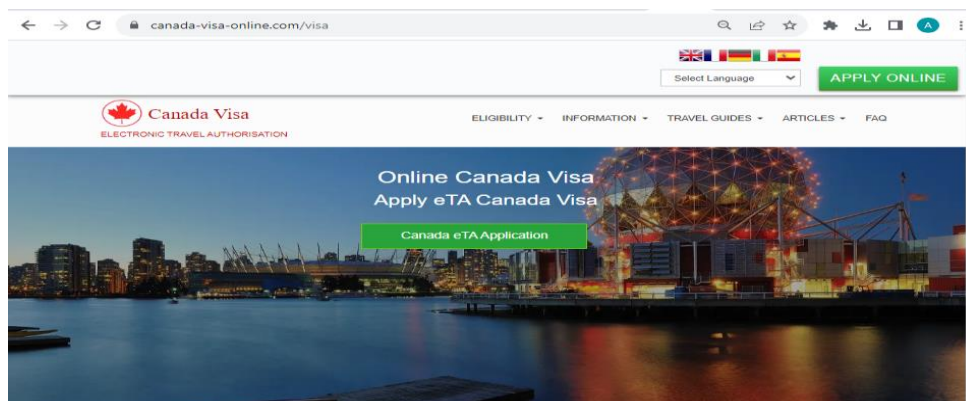 canada-visa-online.com/visa
A
Select Language
APPLY ONLINE
Canada Visa
ELECTRONIC TRAVEL AUTHORISATION
ELIGIBILITY
INFORMATION
TRAVEL GUIDES
ARTICLES
FAQ
Online Canada Visa
Apply eTA Canada Visa
Canada eTA Application